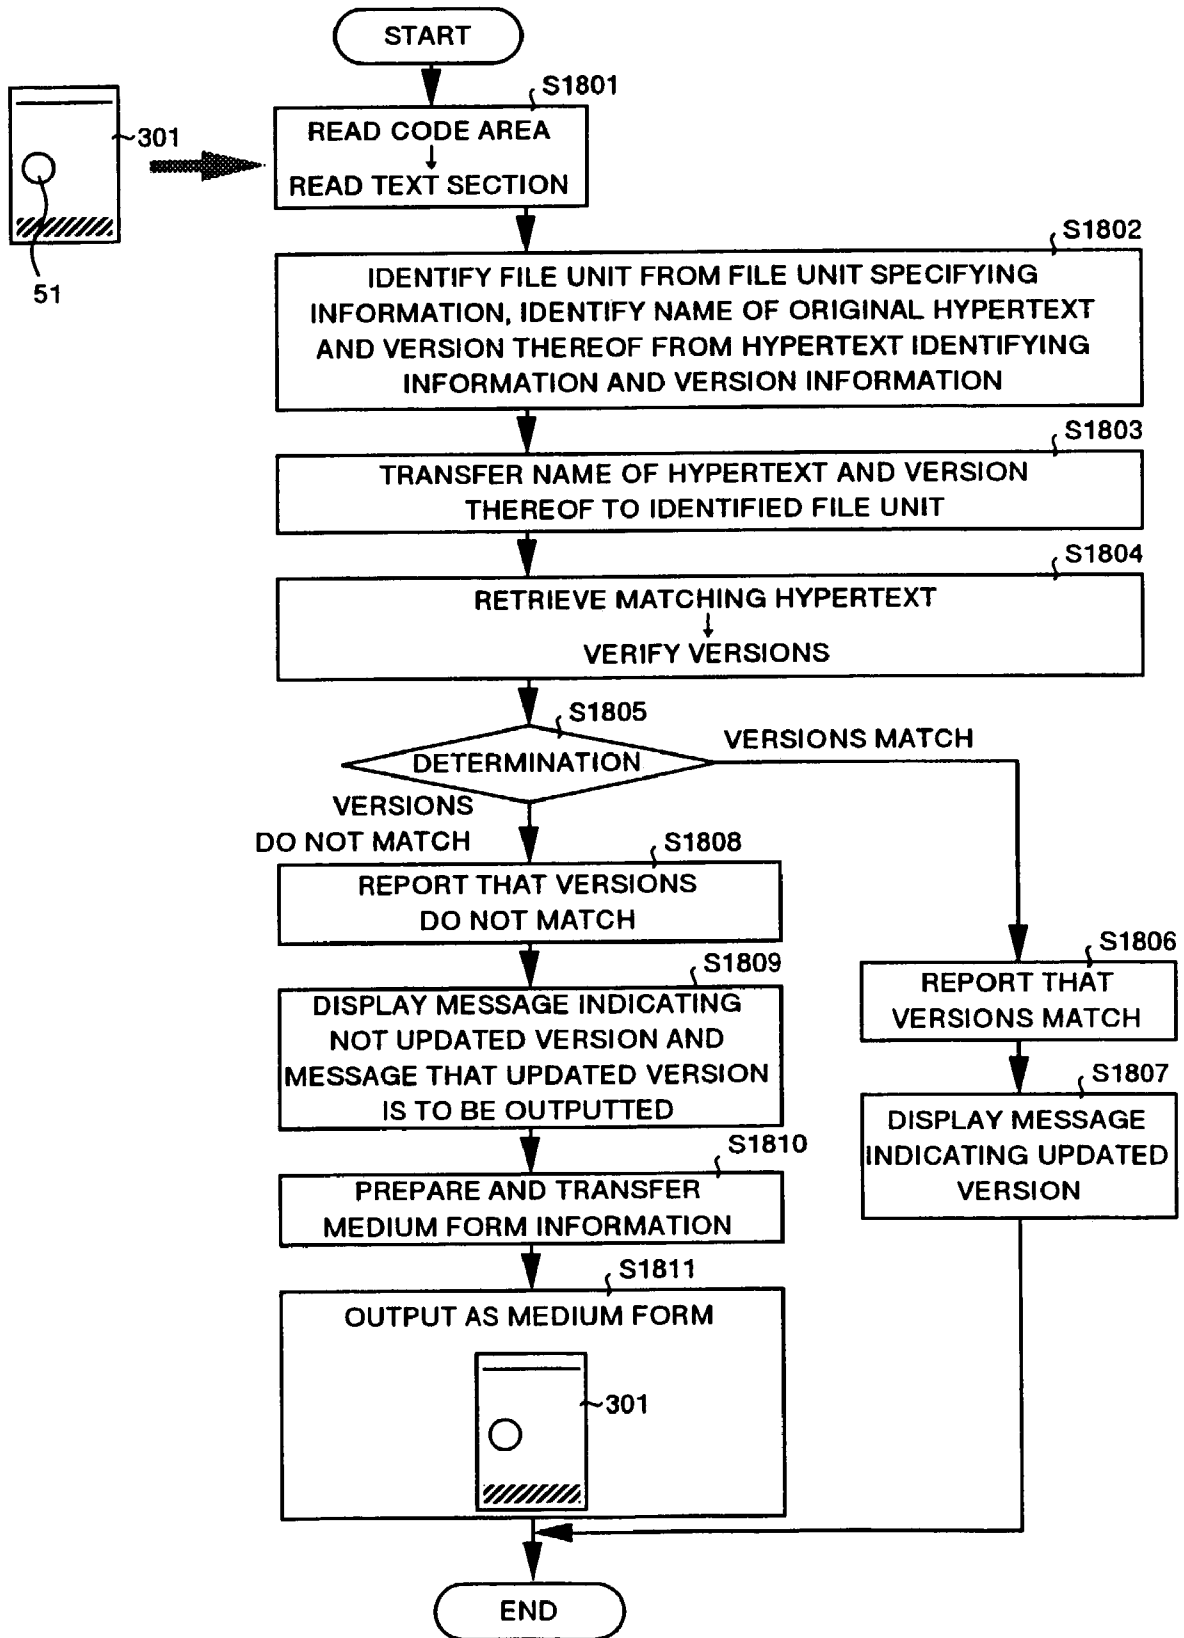 START
S1801
301
READ CODE AREA
READ TEXT SECTION
51
S1802
IDENTIFY FILE UNIT FROM FILE UNIT SPECIFYING
INFORMATION, IDENTIFY NAME OF ORIGINAL HYPERTEXT
AND VERSION THEREOF FROM HYPERTEXT IDENTIFYING
INFORMATION AND VERSION INFORMATION
S1803
TRANSFER NAME OF HYPERTEXT AND VERSION
THEREOF TO IDENTIFIED FILE UNIT
S1804
RETRIEVE MATCHING HYPERTEXT
VERIFY VERSIONS
S1805
DETERMINATION
VERSIONS MATCH
VERSIONS
DO NOT MATCH
S1808
REPORT THAT VERSIONS
DO NOT MATCH
S1806
REPORT THAT
VERSIONS MATCH
S1809
DISPLAY MESSAGE INDICATING
NOT UPDATED VERSION AND
MESSAGE THAT UPDATED VERSION
IS TO BE OUTPUTTED
S1807
DISPLAY MESSAGE
INDICATING UPDATED
VERSION
S1810
PREPARE AND TRANSFER
MEDIUM FORM INFORMATION
S1811
OUTPUT AS MEDIUM FORM
301
END